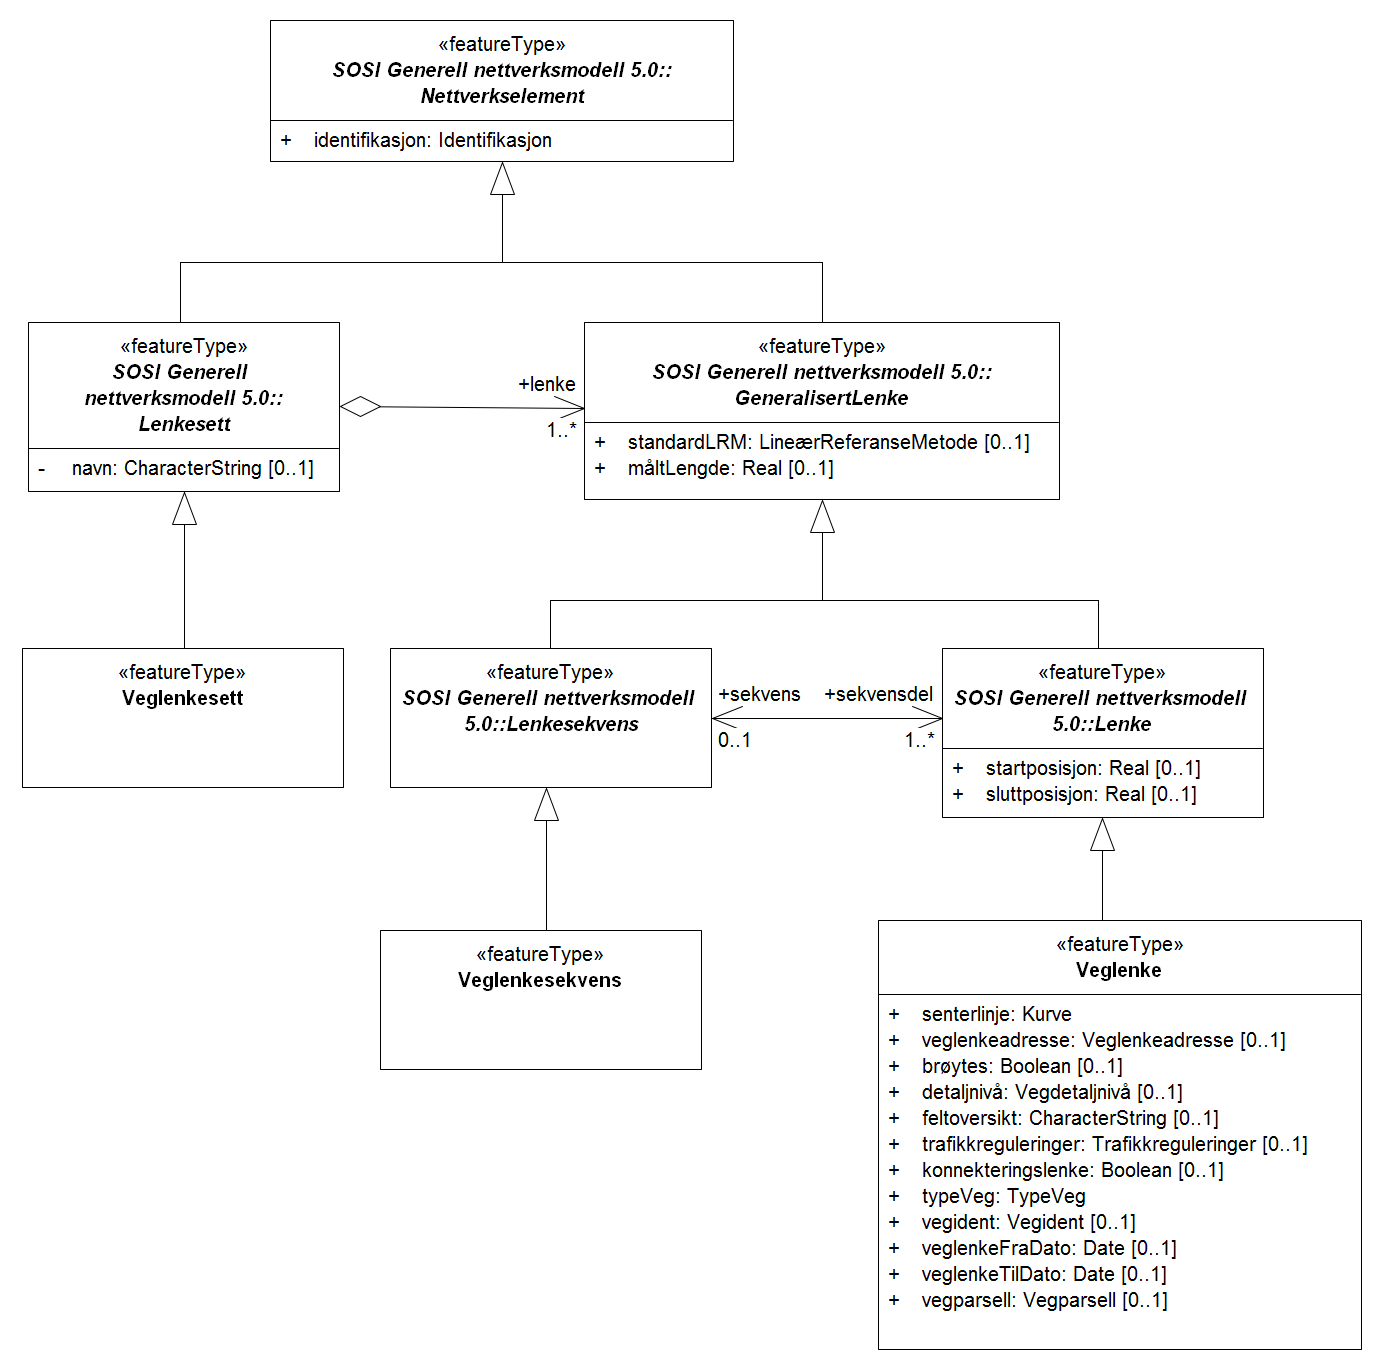 «featureType»
SOSI Generell nettverksmodell 5.0::
Nettverkselement
+ identifikasjon: Identifikasjon
«featureType»
SOSI Generell
nettverksmodell 5.0::
Lenkesett
- navn: CharacterString [0..1]
+lenke
1..*
«featureType»
SOSI Generell nettverksmodell 5.0::
GeneralisertLenke
+ standardLRM: LineærReferanseMetode [0..1]
+ måltLengde: Real [0..1]
«featureType»
Veglenkesett
«featureType»
SOSI Generell nettverksmodell
5.0::Lenkesekvens
+sekvens
0..1
+sekvensdel
1..*
«featureType»
SOSI Generell nettverksmodell
5.0::Lenke
+ startposisjon: Real [0..1]
+ sluttposisjon: Real [0..1]
«featureType»
Veglenkesekvens
«featureType»
Veglenke
+ senterlinje: Kurve
+ veglenkeadresse: Veglenkeadresse [0..1]
+ brøytes: Boolean [0..1]
+ detaljnivå: Vegdetaljnivå [0..1]
+ feltoversikt: CharacterString [0..1]
+ trafikkreguleringer: Trafikkreguleringer [0..1]
+ konnekteringslenke: Boolean [0..1]
+ typeVeg: TypeVeg
+ vegident: Vegident [0..1]
+ veglenkeFraDato: Date [0..1]
+ veglenkeTilDato: Date [0..1]
+ vegparsell: Vegparsell [0..1]